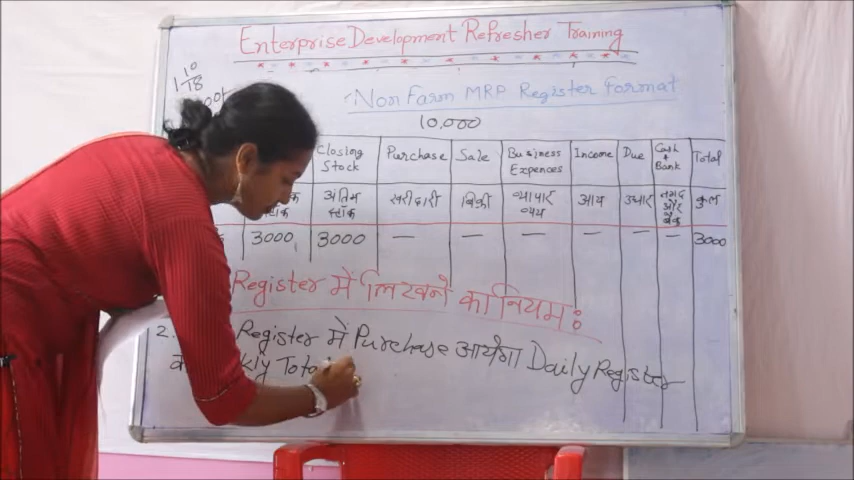 Enterprise Development Refresher Training
Non Farm MRP Register Format
10,000
Closing Stock Purchase Sale Business Expences Income Due Cash + Bank Total
अंतिम स्टॉक खरीदारी बिक्री व्यापार व्यय आय उधार नगद और बैंक कुल
3000 3000 — — — — — — 3000
Register में लिखने का नियम:
2. Register में Purchase आयेगा Daily Register